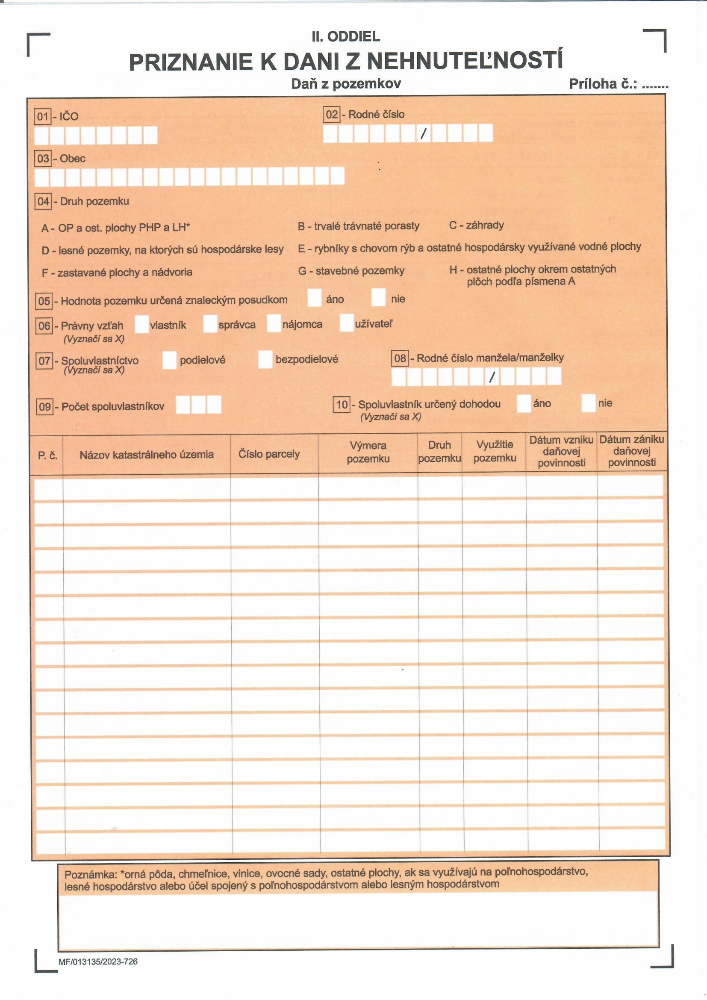 II. ODDIEL
PRIZNANIE K DANI Z NEHNUTEĽNOSTÍ
Daň z pozemkov
Príloha č.: .......
01 - IČO
02 - Rodné číslo
/
03 - Obec
04 - Druh pozemku
A - OP a ost. plochy PHP a LH*
B - trvalé trávnaté porasty
C - záhrady
D - lesné pozemky, na ktorých sú hospodárske lesy
E - rybníky s chovom rýb a ostatné hospodársky využívané vodné plochy
F - zastavané plochy a nádvoria
G - stavebné pozemky
H - ostatné plochy okrem ostatných
plôch podľa písmena A
05 - Hodnota pozemku určená znaleckým posudkom áno nie
06 - Právny vzťah vlastník správca nájomca užívateľ
(Vyznačí sa X)
07 - Spoluvlastníctvo podielové bezpodielové
(Vyznačí sa X)
08 - Rodné číslo manžela/manželky
/
09 - Počet spoluvlastníkov
10 - Spoluvlastník určený dohodou áno nie
(Vyznačí sa X)
P. č.
Názov katastrálneho územia
Číslo parcely
Výmera
pozemku
Druh
pozemku
Využitie
pozemku
Dátum vzniku
daňovej
povinnosti
Dátum zániku
daňovej
povinnosti
Poznámka: *orná pôda, chmeľnice, vinice, ovocné sady, ostatné plochy, ak sa využívajú na poľnohospodárstvo,
lesné hospodárstvo alebo účel spojený s poľnohospodárstvom alebo lesným hospodárstvom
MF/013135/2023-726